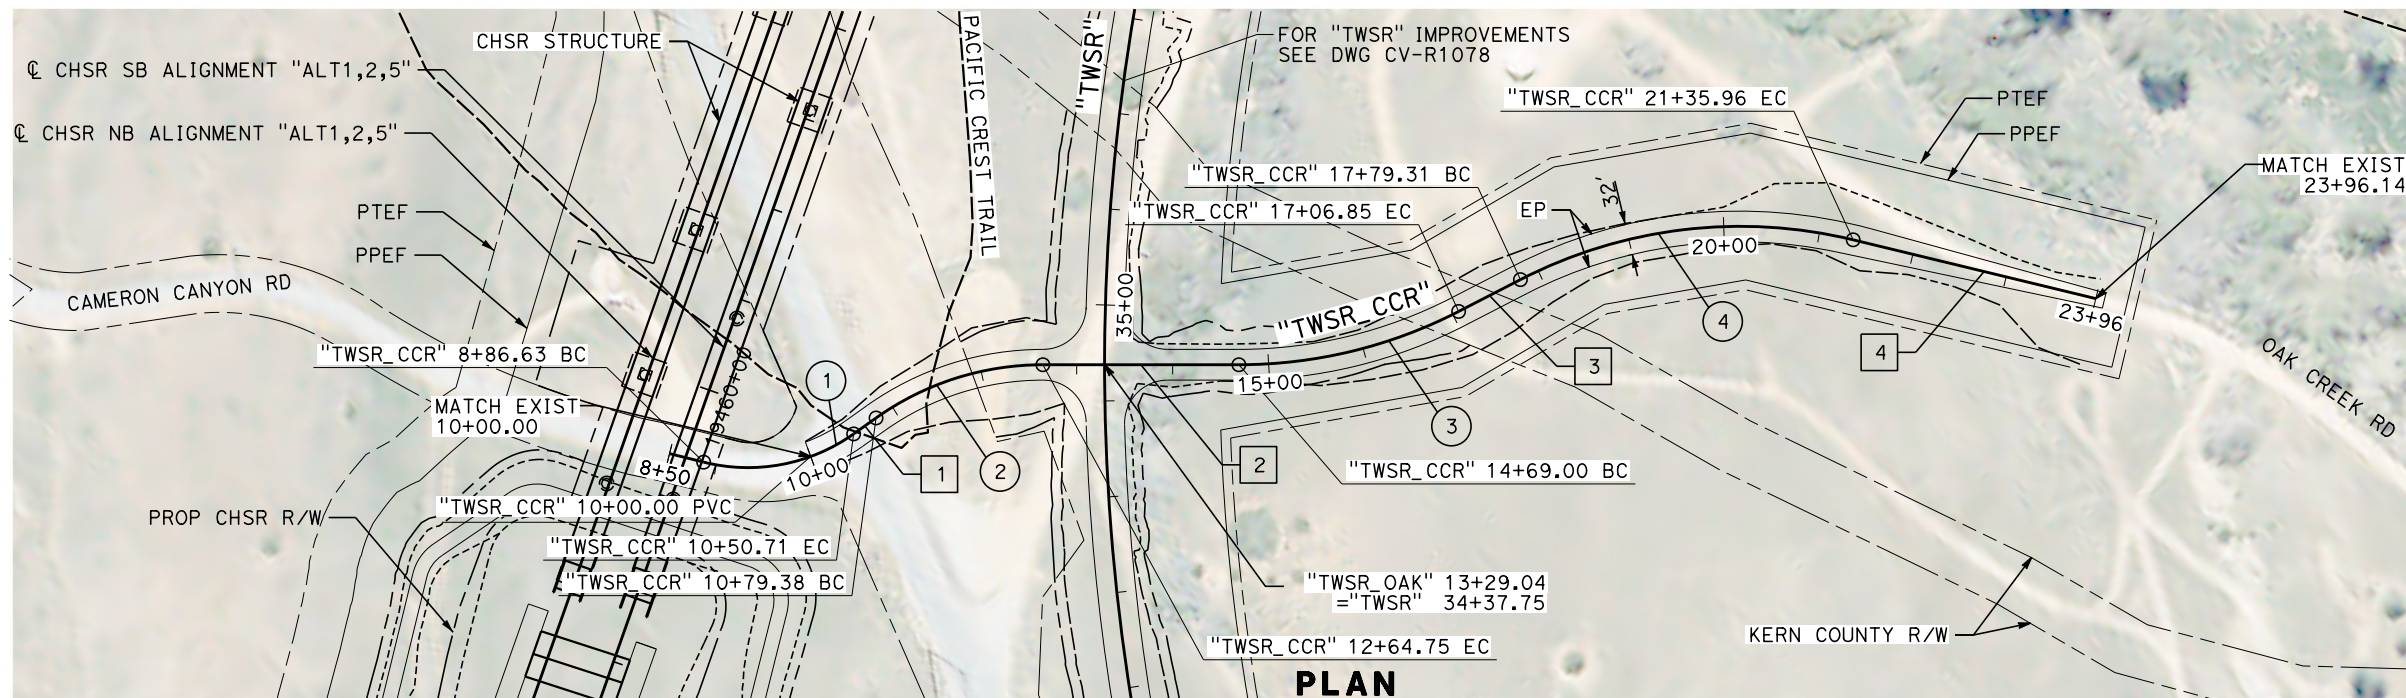 CHSR STRUCTURE
℄ CHSR SB ALIGNMENT "ALT1,2,5"
℄ CHSR NB ALIGNMENT "ALT1,2,5"
PTEF
PPEF
CAMERON CANYON RD
"TWSR_CCR" 8+86.63 BC
MATCH EXIST
10+00.00
PROP CHSR R/W
8+50
19460+00
10+00
"TWSR_CCR" 10+00.00 PVC
"TWSR_CCR" 10+50.71 EC
"TWSR_CCR" 10+79.38 BC
1
1
2
PACIFIC CREST TRAIL
"TWSR"
35+00
FOR "TWSR" IMPROVEMENTS
SEE DWG CV-R1078
"TWSR_CCR" 21+35.96 EC
"TWSR_CCR" 17+79.31 BC
"TWSR_CCR" 17+06.85 EC
EP
32'
"TWSR_CCR"
15+00
20+00
2
3
3
4
4
"TWSR_CCR" 14+69.00 BC
"TWSR_OAK" 13+29.04
="TWSR" 34+37.75
"TWSR_CCR" 12+64.75 EC
PTEF
PPEF
MATCH EXIST
23+96.14
23+96
OAK CREEK RD
KERN COUNTY R/W
PLAN